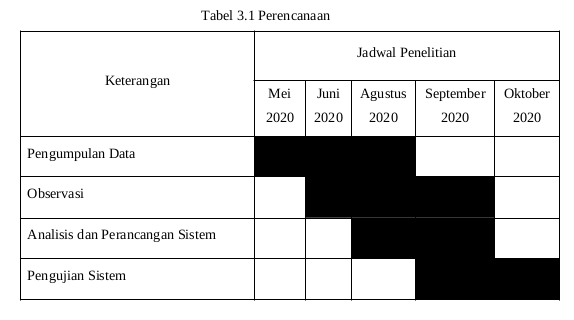 Tabel 3.1 Perencanaan
Keterangan
Jadwal Penelitian
Mei 2020
Juni 2020
Agustus 2020
September 2020
Oktober 2020
Pengumpulan Data
Observasi
Analisis dan Perancangan Sistem
Pengujian Sistem